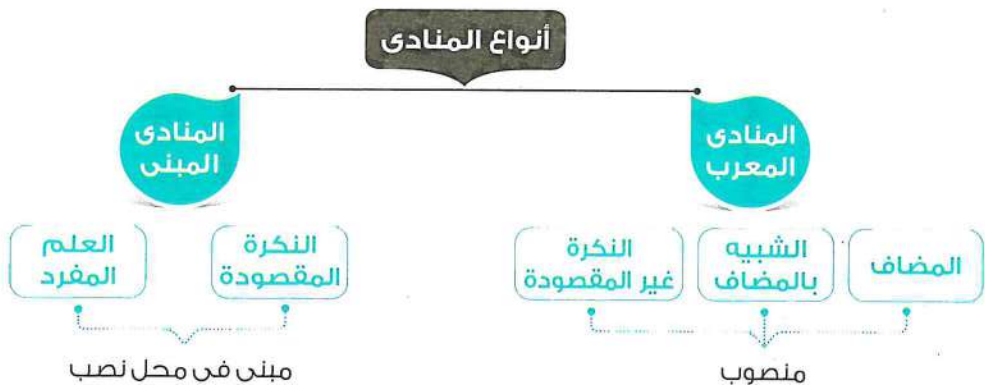 أنواع المنادى
المنادى
المعرب
المنادى
المبنى
المضاف
الشبيه
بالمضاف
النكرة
غير المقصودة
النكرة
المقصودة
العلم
المفرد
منصوب
مبنى فى محل نصب